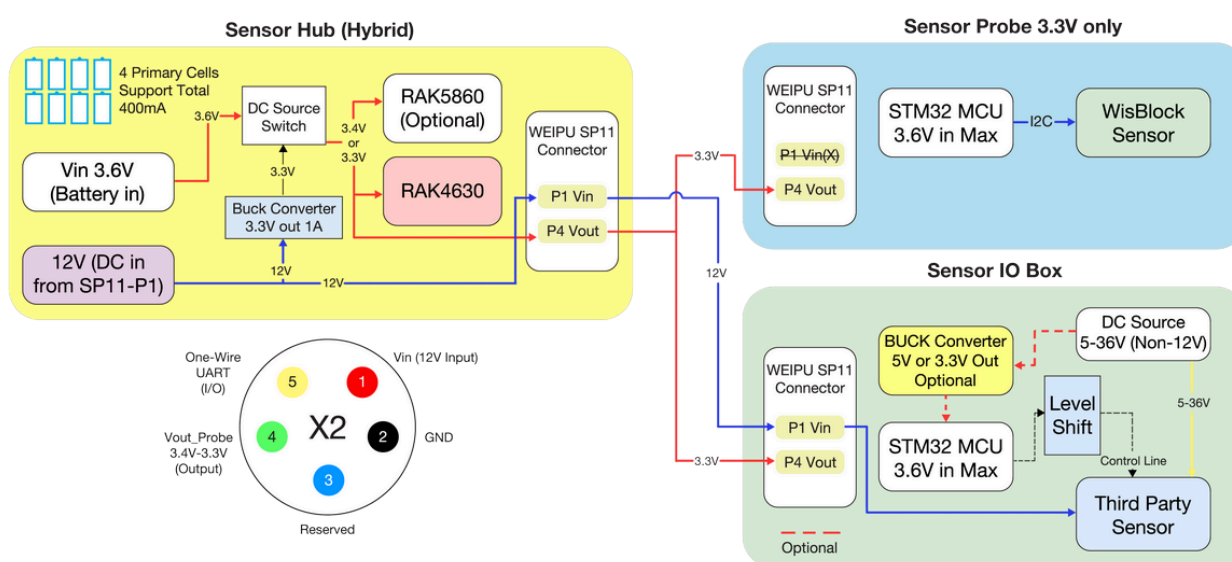 Sensor Hub (Hybrid)
4 Primary Cells
Support Total
400mA
3.6V
DC Source
Switch
3.4V
or
3.3V
RAK5860
(Optional)
Vin 3.6V
(Battery in)
3.3V
RAK4630
Buck Converter
3.3V out 1A
12V (DC in
from SP11-P1)
12V
12V
WEIPU SP11
Connector
P1 Vin
P4 Vout
3.3V
12V
3.3V
Sensor Probe 3.3V only
WEIPU SP11
Connector
P1 Vin(X)
P4 Vout
STM32 MCU
3.6V in Max
I2C
WisBlock
Sensor
Sensor IO Box
WEIPU SP11
Connector
P1 Vin
P4 Vout
BUCK Converter
5V or 3.3V Out
Optional
DC Source
5-36V (Non-12V)
5-36V
Level
Shift
STM32 MCU
3.6V in Max
Control Line
Third Party
Sensor
Optional
One-Wire
UART
(I/O)
Vin (12V Input)
5
1
Vout_Probe
3.4V-3.3V
(Output)
4
X2
2
GND
3
Reserved